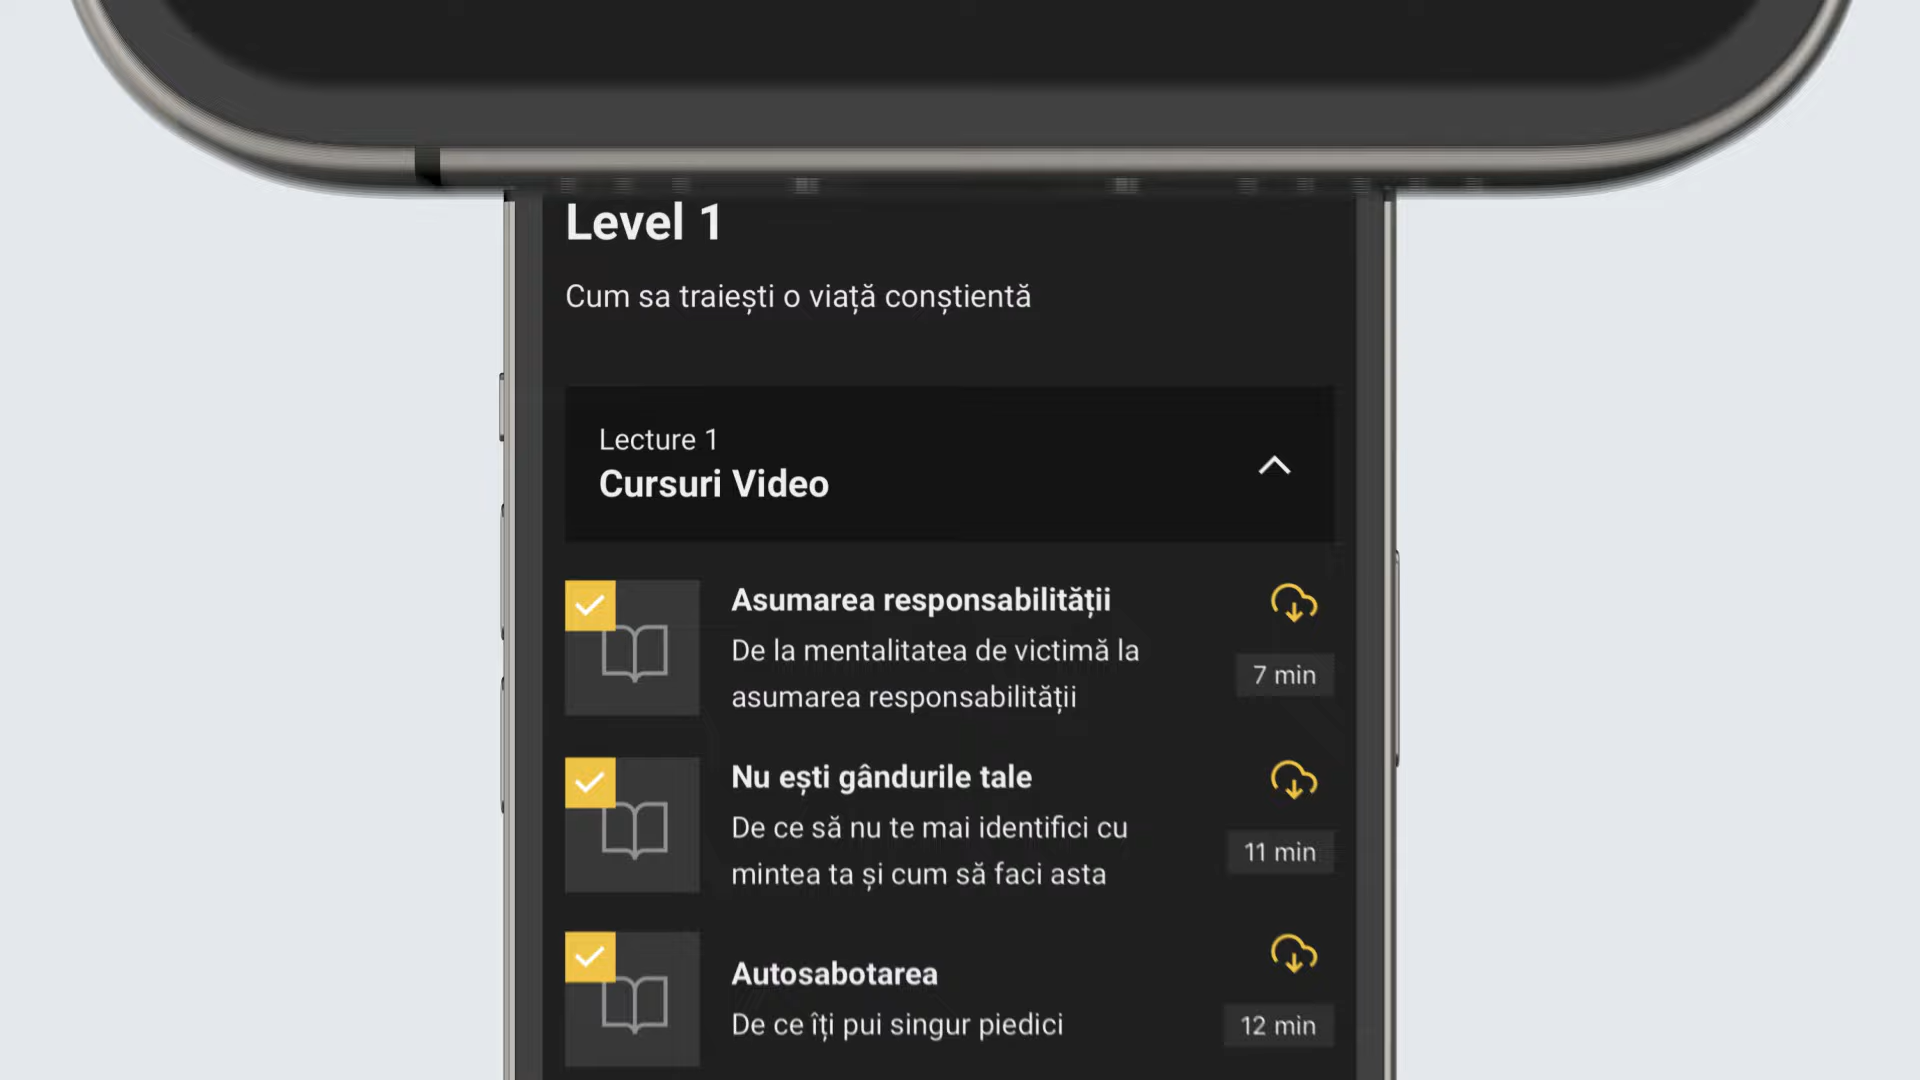 Level 1
Cum sa traiești o viață conștientă
Lecture 1
Cursuri Video
Asumarea responsabilității
De la mentalitatea de victimă la
asumarea responsabilității
7 min
Nu ești gândurile tale
De ce să nu te mai identifici cu
mintea ta și cum să faci asta
11 min
Autosabotarea
De ce îți pui singur piedici
12 min